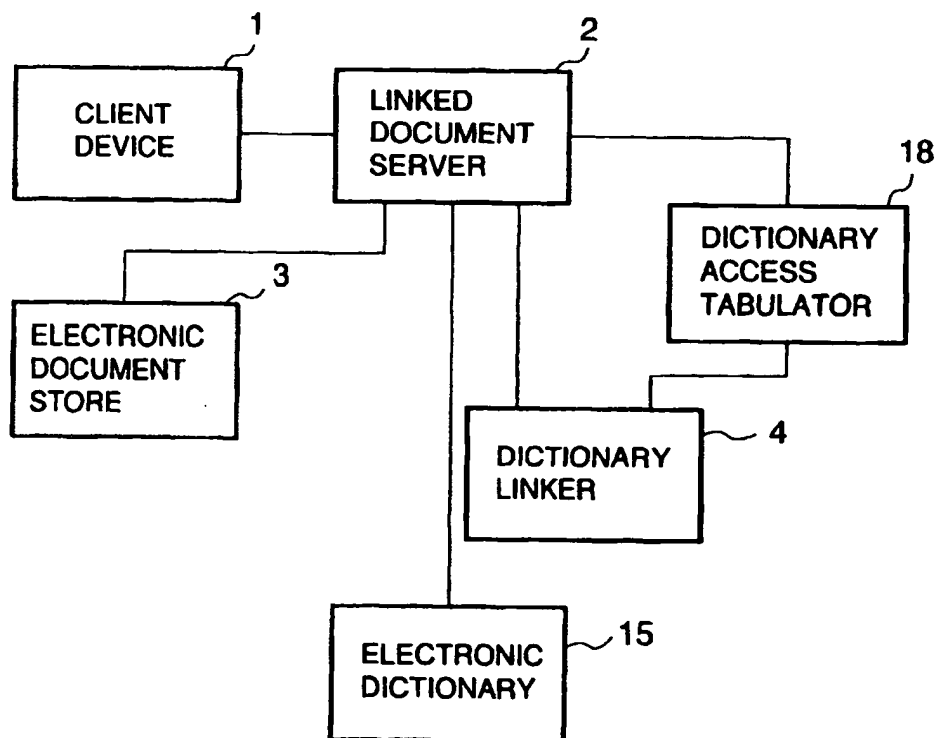 1
CLIENT
DEVICE
2
LINKED
DOCUMENT
SERVER
18
DICTIONARY
ACCESS
TABULATOR
3
ELECTRONIC
DOCUMENT
STORE
4
DICTIONARY
LINKER
15
ELECTRONIC
DICTIONARY